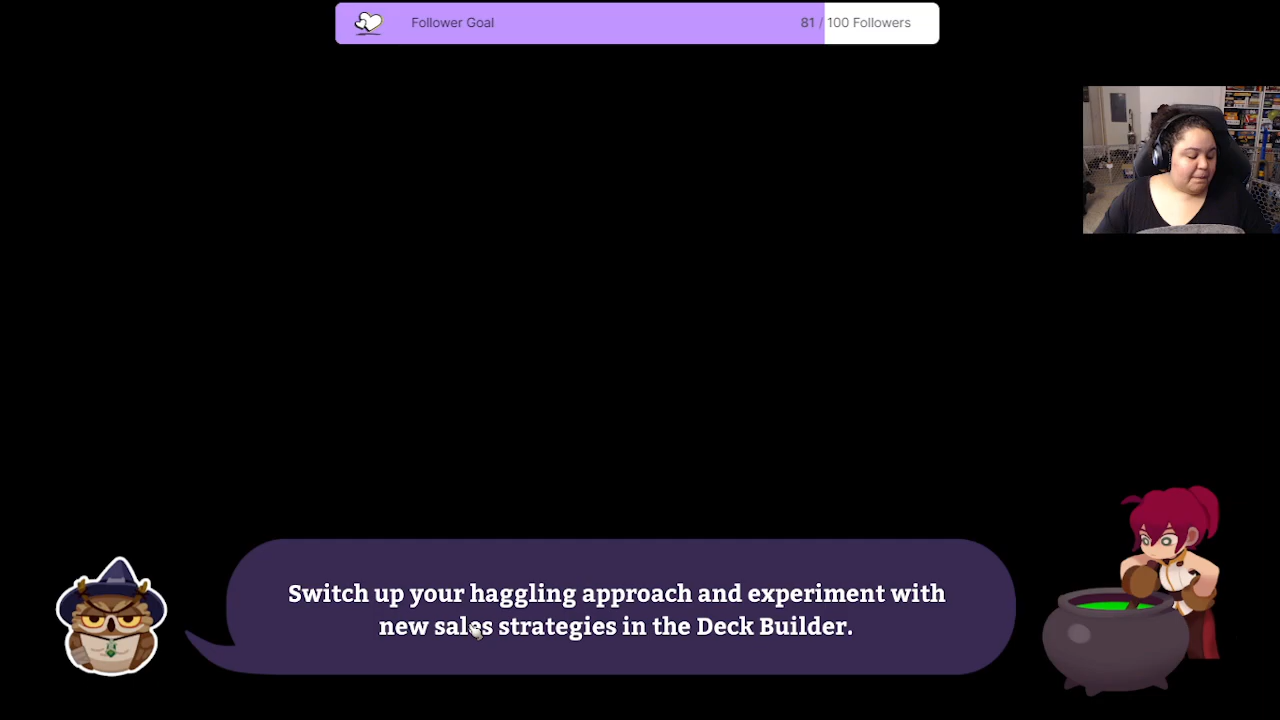 Follower Goal
81 / 100 Followers
Switch up your haggling approach and experiment with
new sales strategies in the Deck Builder.